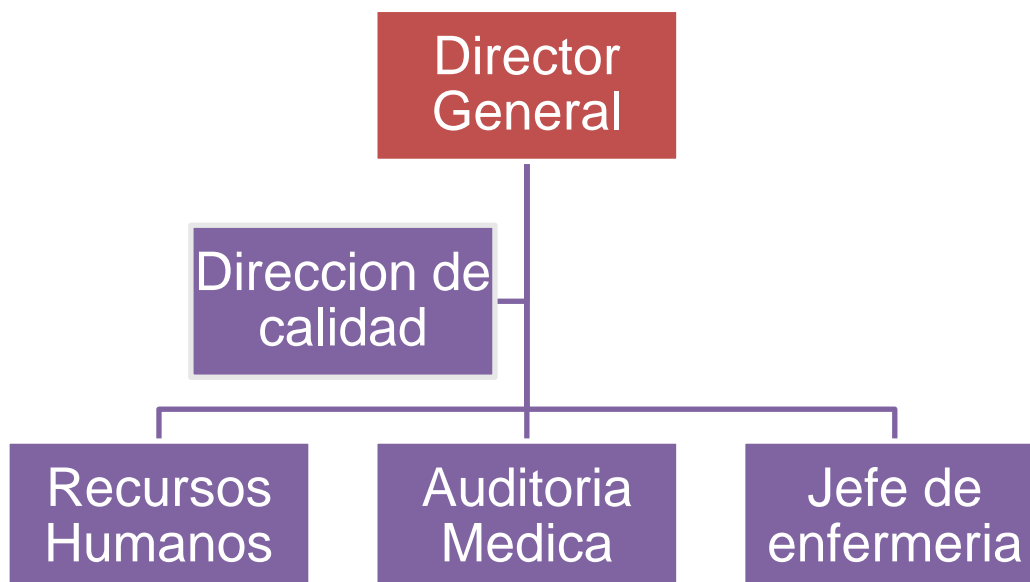 Director
General
Direccion de
calidad
Recursos
Humanos
Auditoria
Medica
Jefe de
enfermeria